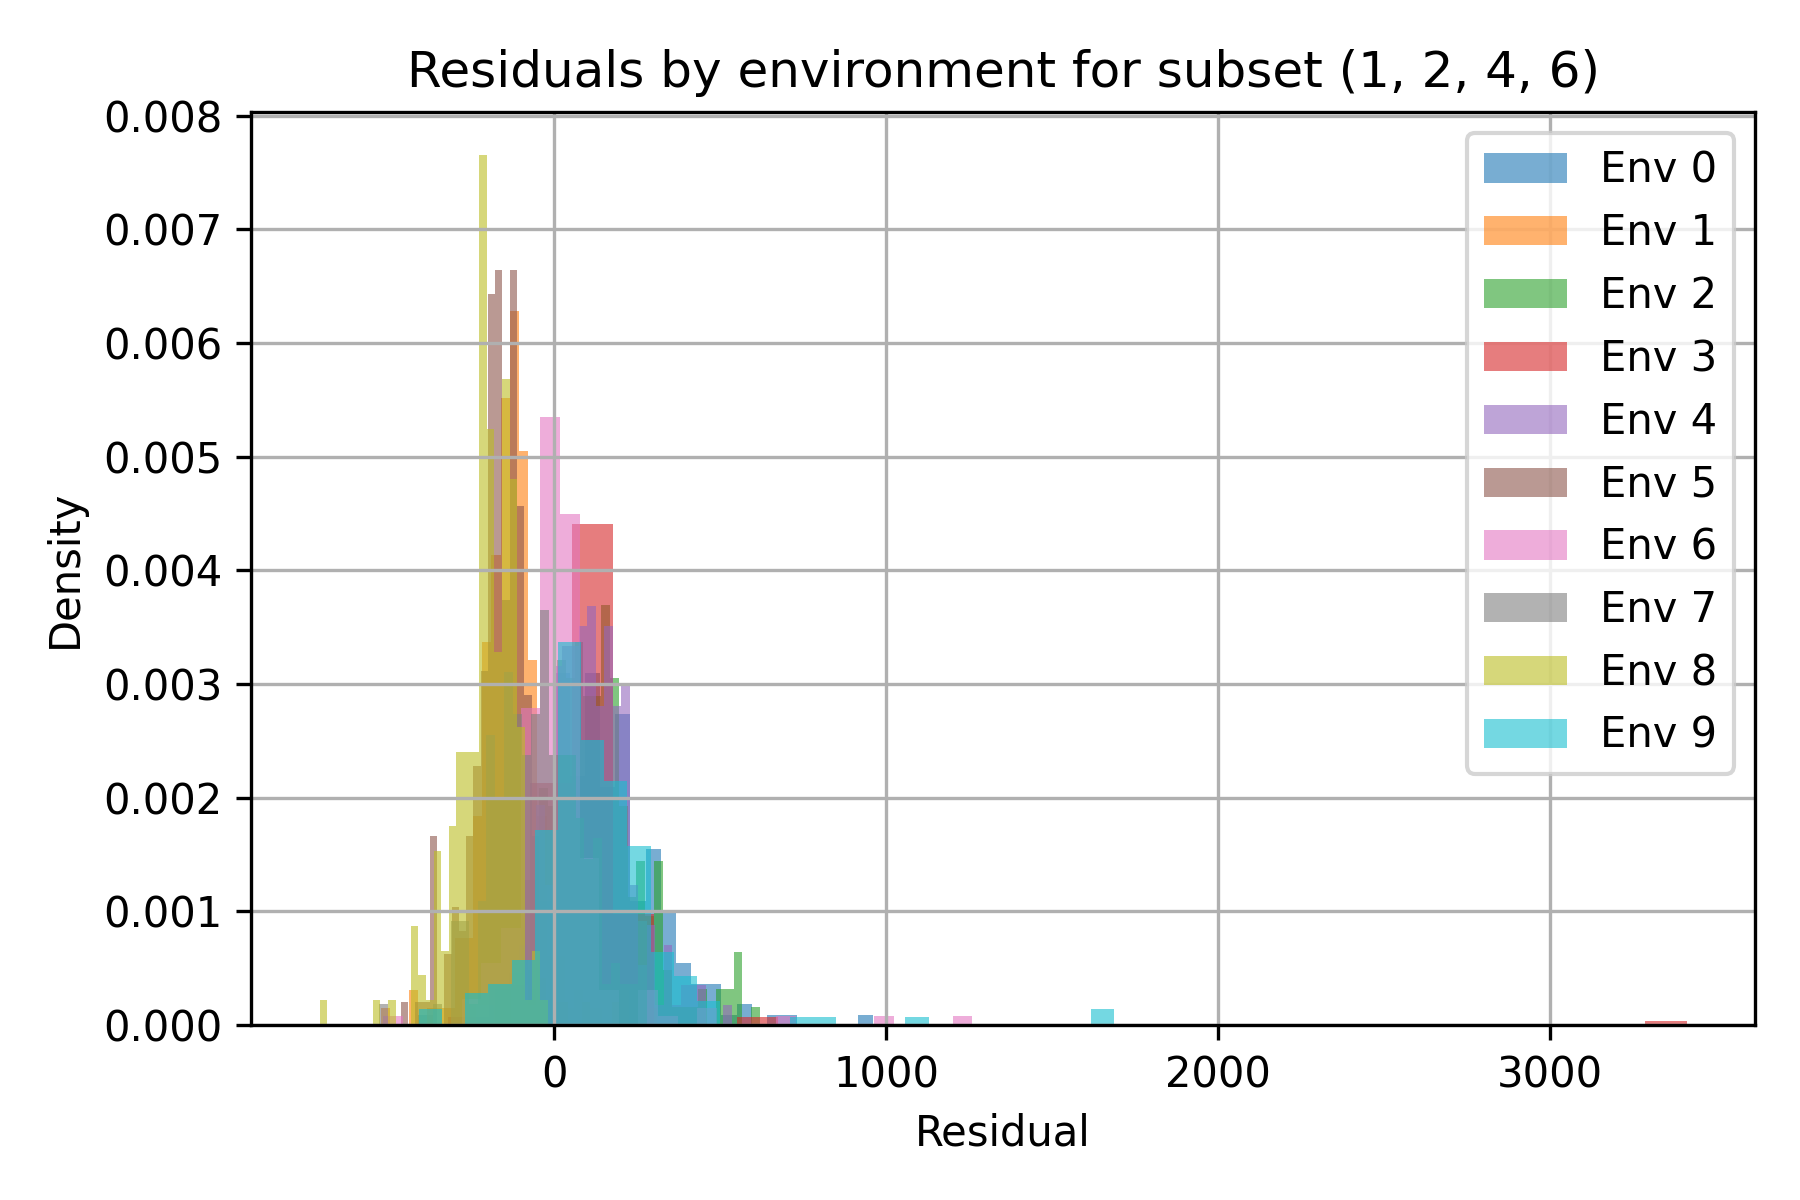 Residuals by environment for subset (1, 2, 4, 6)
0.008
0.007
0.006
0.005
0.004
0.003
0.002
0.001
0.000
Density
0
1000
2000
3000
Residual
Env 0
Env 1
Env 2
Env 3
Env 4
Env 5
Env 6
Env 7
Env 8
Env 9